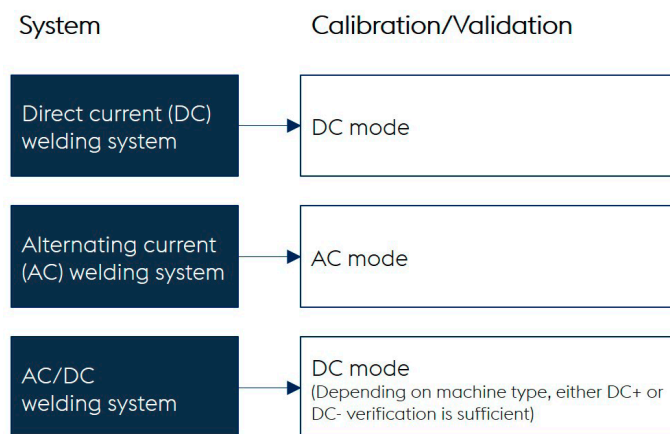 System
Calibration/Validation
Direct current (DC)
welding system
DC mode
Alternating current
(AC) welding system
AC mode
AC/DC
welding system
DC mode
(Depending on machine type, either DC+ or
DC- verification is sufficient)